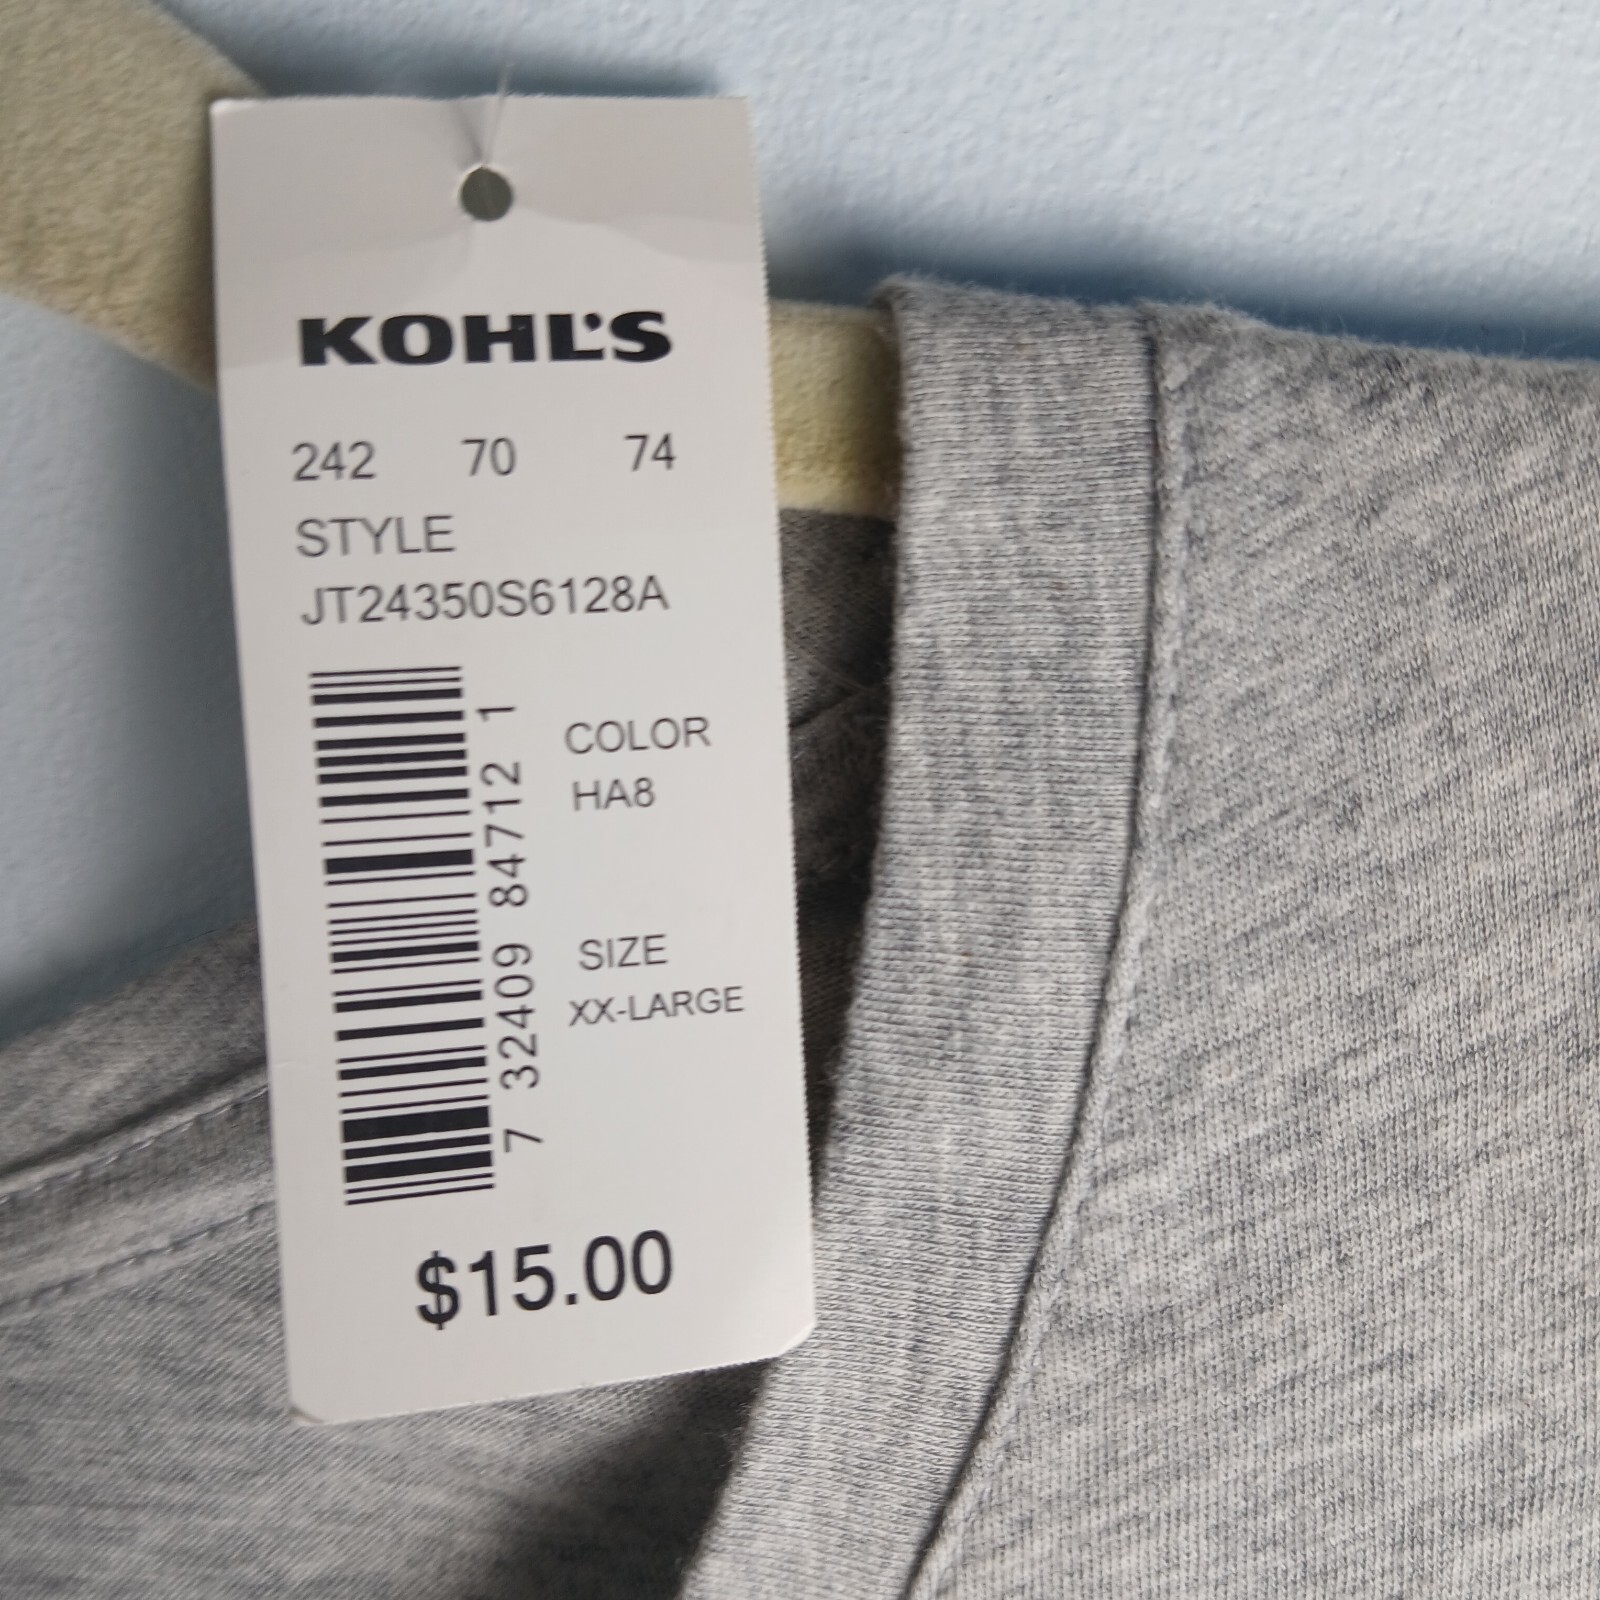 KOHL'S
242 70 74
STYLE
JT24350S6128A
COLOR
HA8
SIZE
XX-LARGE
7 32409 84712 1
$15.00